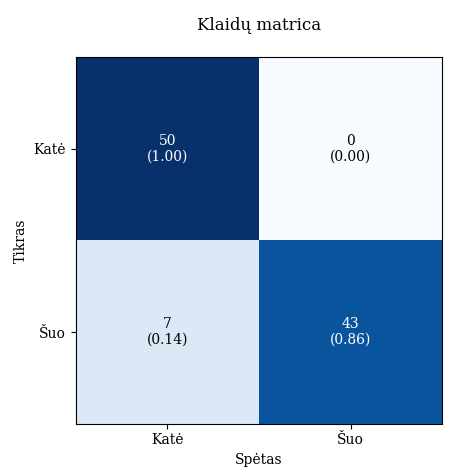 Klaidų matrica
Tikras
Katė
50
(1.00)
0
(0.00)
Šuo
7
(0.14)
43
(0.86)
Katė
Šuo
Spėtas